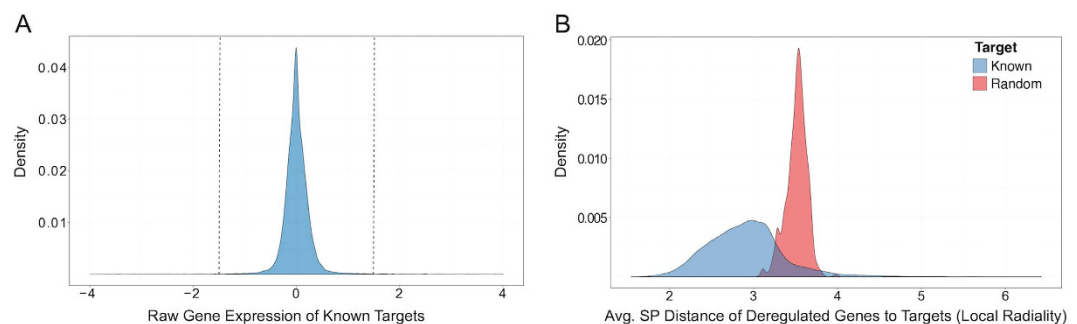 A
Density
0.04
0.03
0.02
0.01
−4
−2
0
2
4
Raw Gene Expression of Known Targets
B
Density
0.020
0.015
0.010
0.005
2
3
4
5
6
Avg. SP Distance of Deregulated Genes to Targets (Local Radiality)
Target
Known
Random